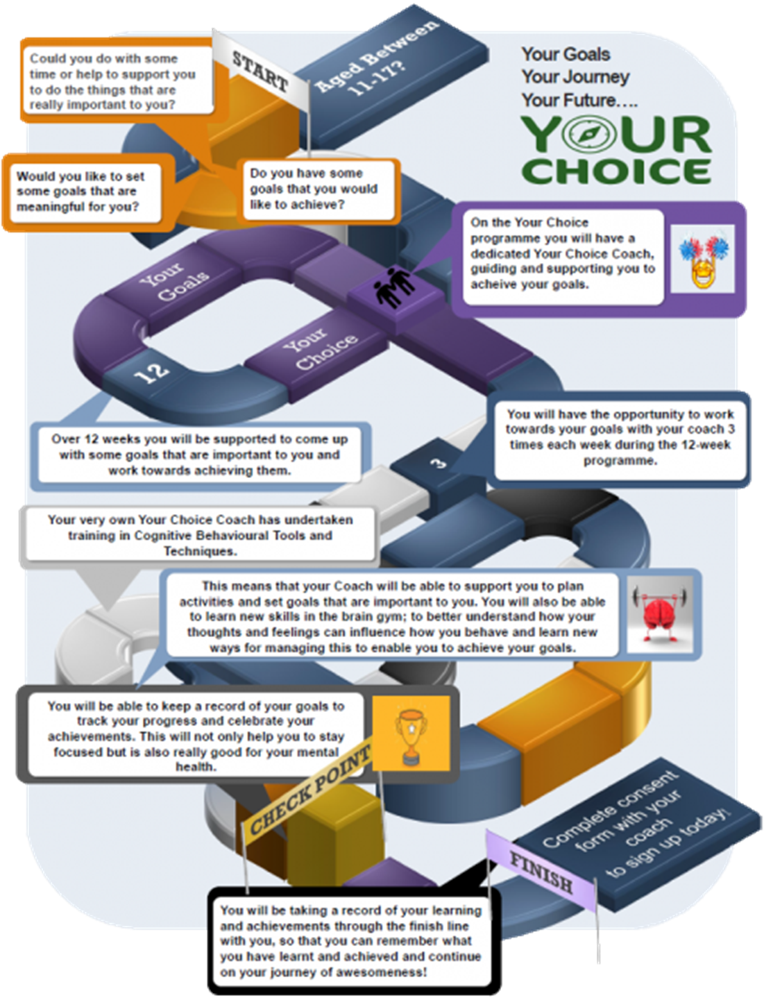 Aged Between
11-17?
START
Your Goals
Your Journey
Your Future....
YOUR
CHOICE
Could you do with some
time or help to support you
to do the things that are
really important to you?
Would you like to set
some goals that are
meaningful for you?
Do you have some
goals that you would
like to achieve?
On the Your Choice
programme you will have a
dedicated Your Choice Coach,
guiding and supporting you to
acheive your goals.
Your
Goals
Your
Choice
12
Over 12 weeks you will be supported to come up
with some goals that are important to you and
work towards achieving them.
You will have the opportunity to work
towards your goals with your coach 3
times each week during the 12-week
programme.
3
Your very own Your Choice Coach has undertaken
training in Cognitive Behavioural Tools and
Techniques.
This means that your Coach will be able to support you to plan
activities and set goals that are important to you. You will also be able
to learn new skills in the brain gym; to better understand how your
thoughts and feelings can influence how you behave and learn new
ways for managing this to enable you to achieve your goals.
You will be able to keep a record of your goals to
track your progress and celebrate your
achievements. This will not only help you to stay
focused but is also really good for your mental
health.
CHECK POINT
Complete consent
form with your
coach
to sign up today!
FINISH
You will be taking a record of your learning
and achievements through the finish line
with you, so that you can remember what
you have learnt and achieved and continue
on your journey of awesomeness!